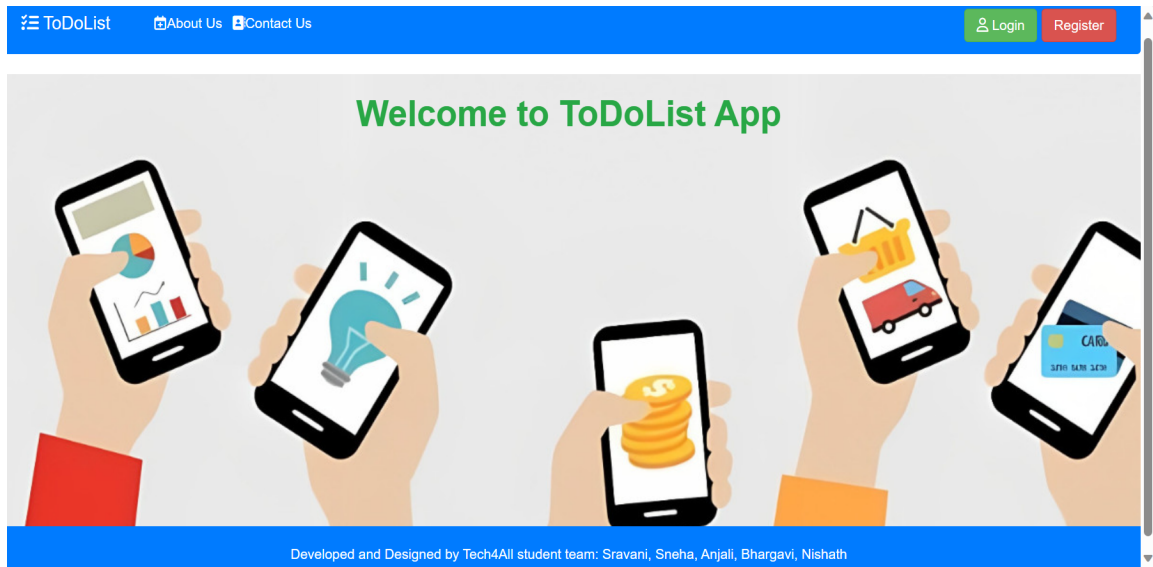 ToDoList About Us Contact Us Login Register
Welcome to ToDoList App
$
CARD
Developed and Designed by Tech4All student team: Sravani, Sneha, Anjali, Bhargavi, Nishath